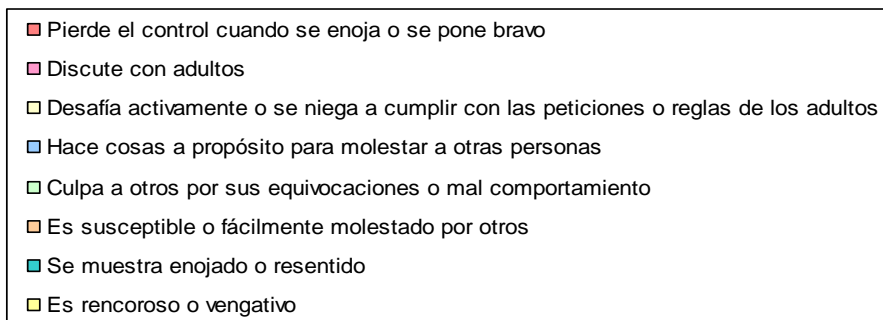 Pierde el control cuando se enoja o se pone bravo
Discute con adultos
Desafía activamente o se niega a cumplir con las peticiones o reglas de los adultos
Hace cosas a propósito para molestar a otras personas
Culpa a otros por sus equivocaciones o mal comportamiento
Es susceptible o fácilmente molestado por otros
Se muestra enojado o resentido
Es rencoroso o vengativo